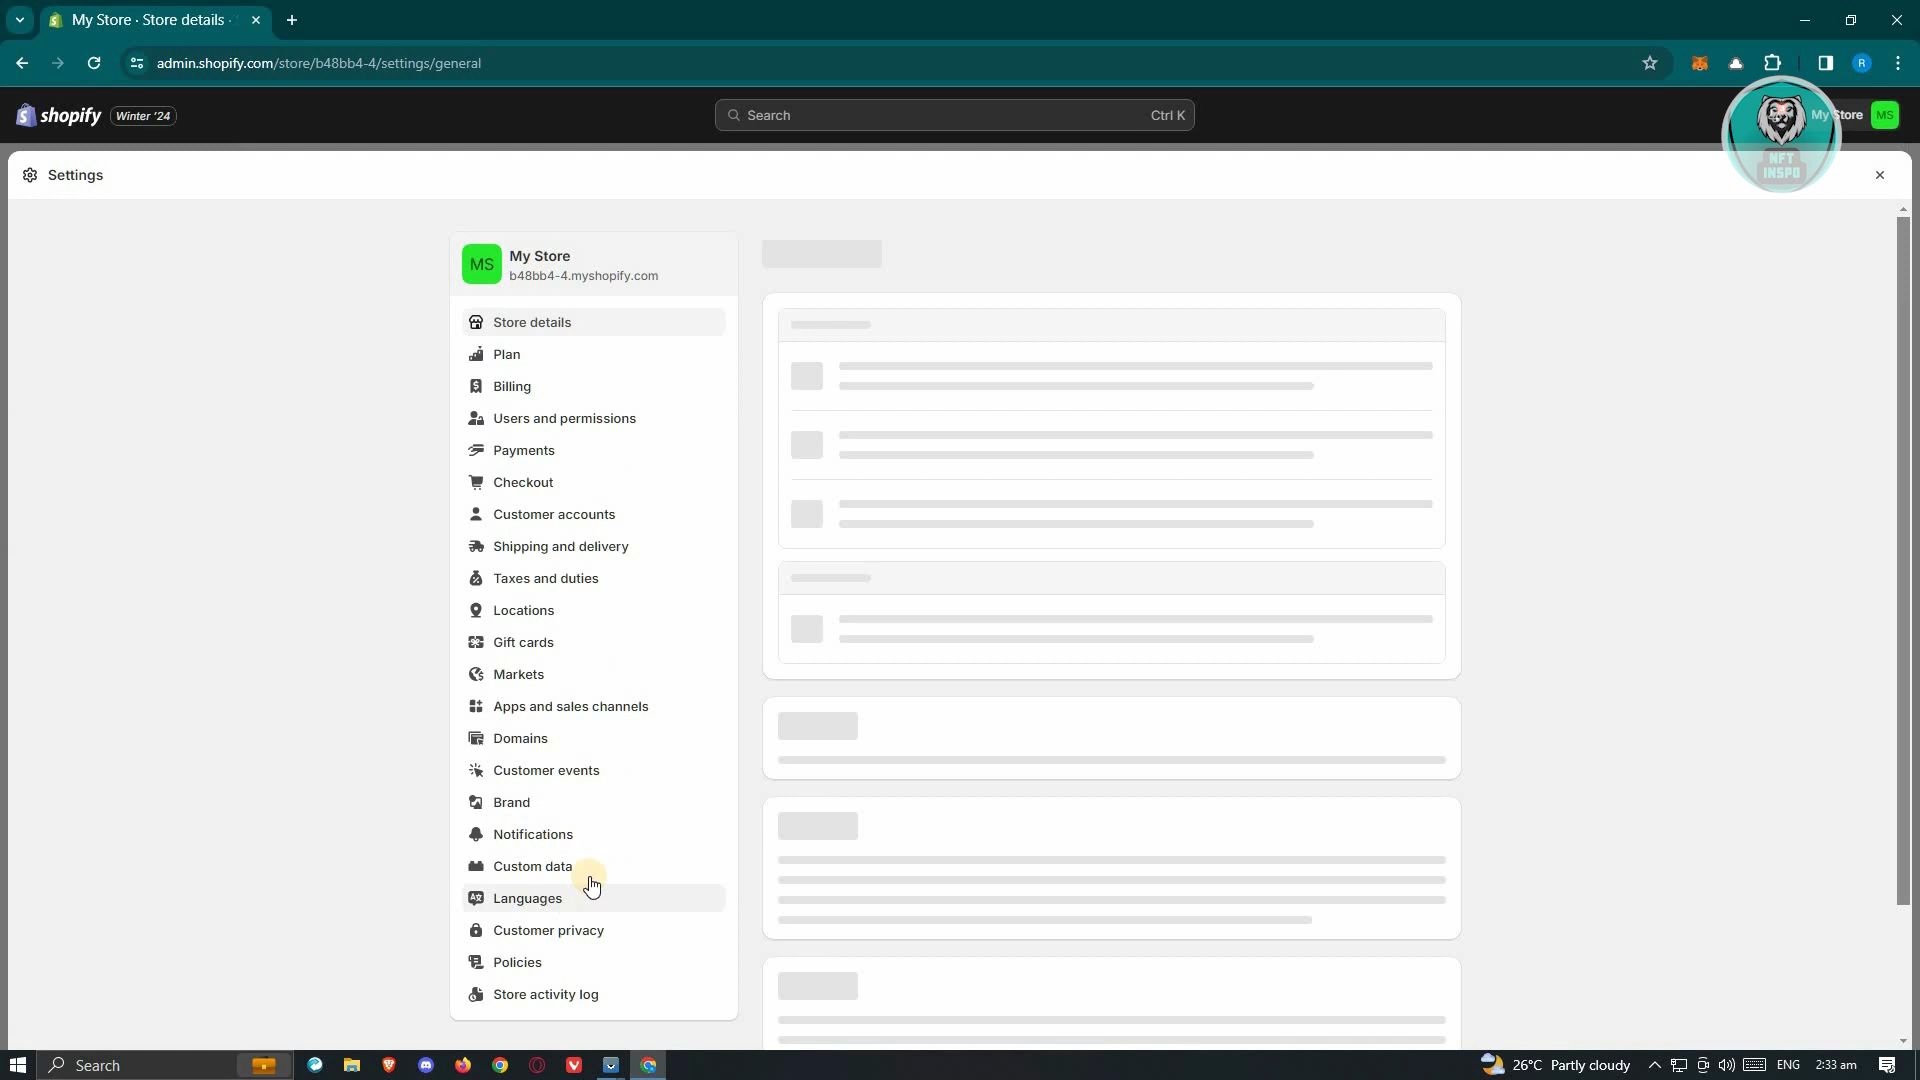 My Store · Store details ·
admin.shopify.com/store/b48bb4-4/settings/general
shopify Winter '24
Search Ctrl K
My Store MS
NFT
INSPO
Settings
MS
My Store
b48bb4-4.myshopify.com
Store details
Plan
Billing
Users and permissions
Payments
Checkout
Customer accounts
Shipping and delivery
Taxes and duties
Locations
Gift cards
Markets
Apps and sales channels
Domains
Customer events
Brand
Notifications
Custom data
Languages
Customer privacy
Policies
Store activity log
Search
26°C Partly cloudy
ENG
2:33 am
R